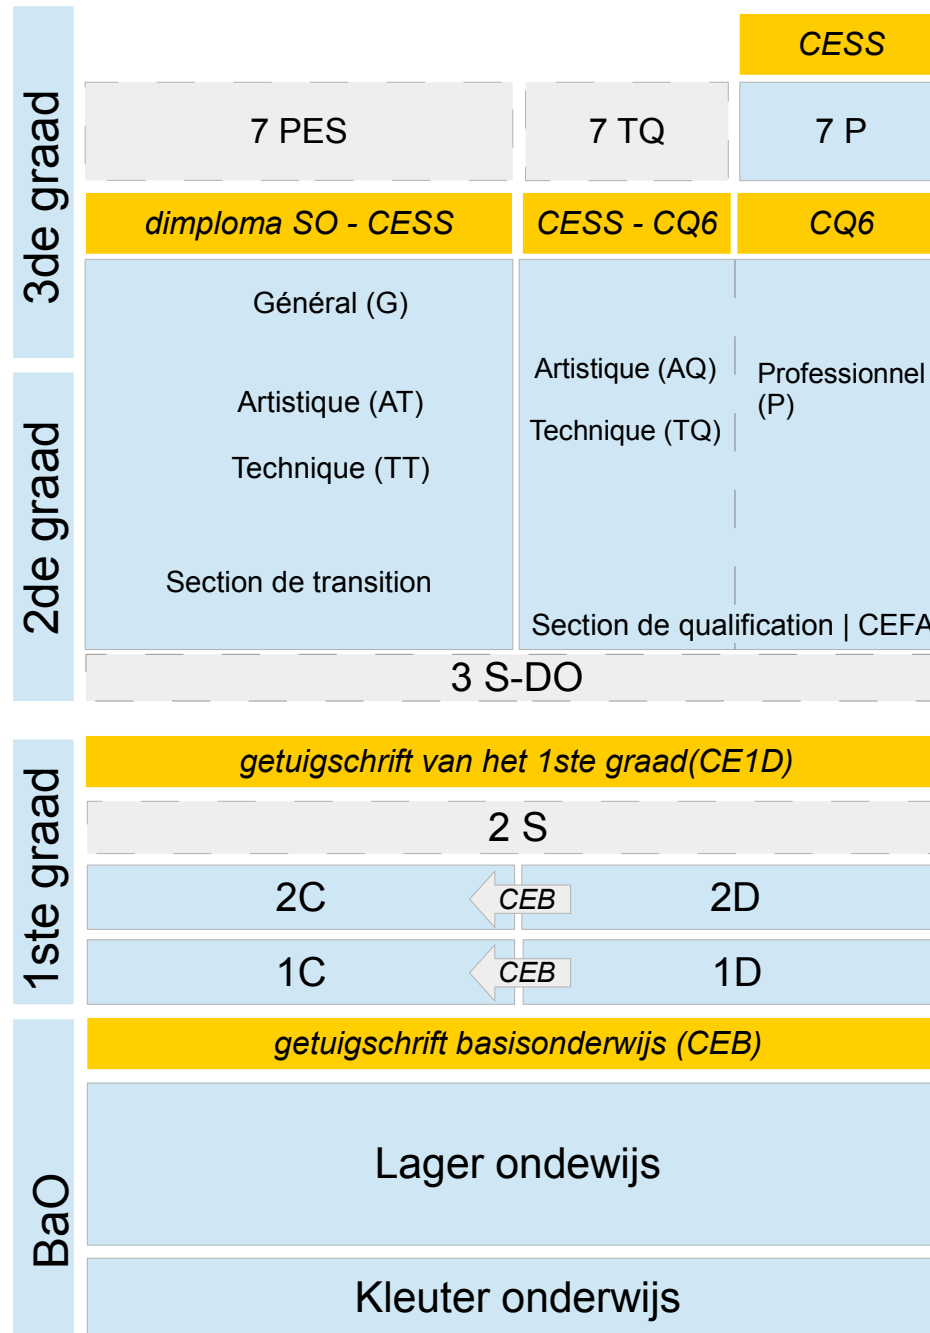 CESS
3de graad
7 PES
7 TQ
7 P
dimploma SO - CESS
CESS - CQ6
CQ6
Général (G)
Artistique (AT)
Technique (TT)
Section de transition
Artistique (AQ)
Technique (TQ)
Professionnel
(P)
Section de qualification | CEFA
2de graad
3 S-DO
1ste graad
getuigschrift van het 1ste graad(CE1D)
2 S
2C
CEB
2D
1C
CEB
1D
BaO
getuigschrift basisonderwijs (CEB)
Lager ondewijs
Kleuter onderwijs